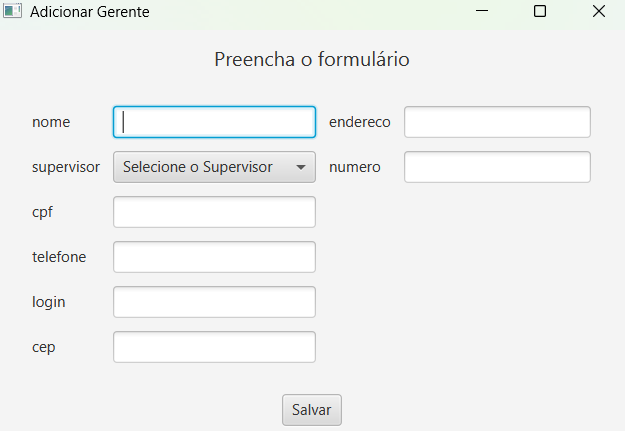 Adicionar Gerente
Preencha o formulário
nome endereco
supervisor Selecione o Supervisor numero
cpf
telefone
login
cep
Salvar